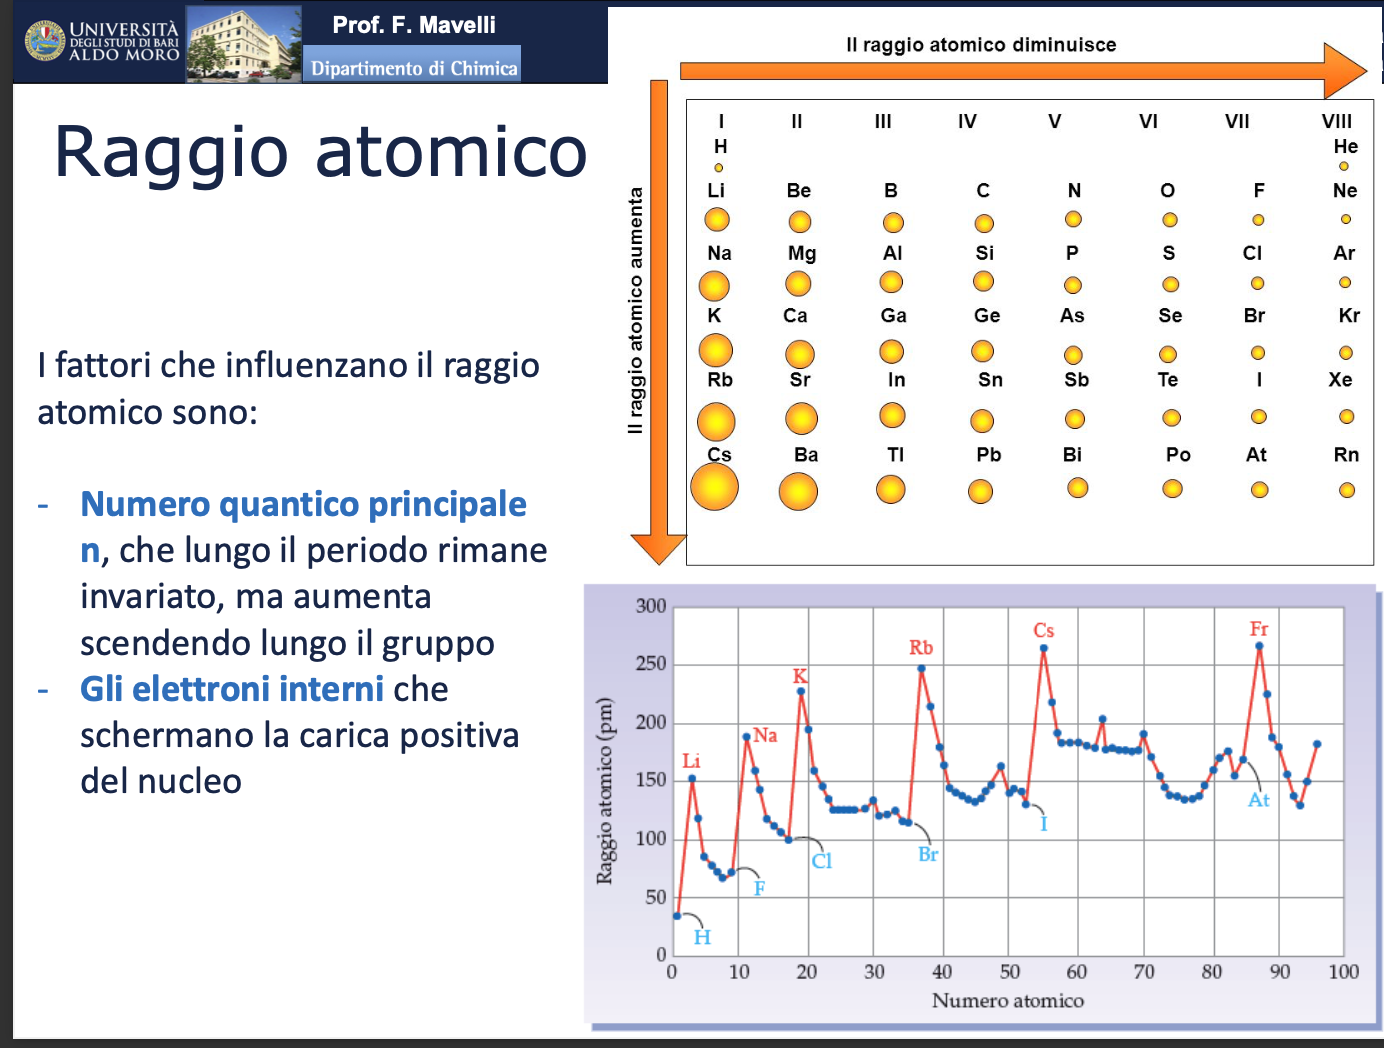 UNIVERSITÀ
DEGLI STUDI DI BARI
ALDO MORO
Prof. F. Mavelli
Dipartimento di Chimica
Raggio atomico
I fattori che influenzano il raggio
atomico sono:
- Numero quantico principale
n, che lungo il periodo rimane
invariato, ma aumenta
scendendo lungo il gruppo
- Gli elettroni interni che
schermano la carica positiva
del nucleo
Il raggio atomico diminuisce
Il raggio atomico aumenta
I II III IV V VI VII VIII
H He
Li Be B C N O F Ne
Na Mg Al Si P S Cl Ar
K Ca Ga Ge As Se Br Kr
Rb Sr In Sn Sb Te I Xe
Cs Ba Tl Pb Bi Po At Rn
Raggio atomico (pm)
300
250
200
150
100
50
0
Li
Na
K
Rb
Cs
Fr
H
F
Cl
Br
I
At
0 10 20 30 40 50 60 70 80 90 100
Numero atomico